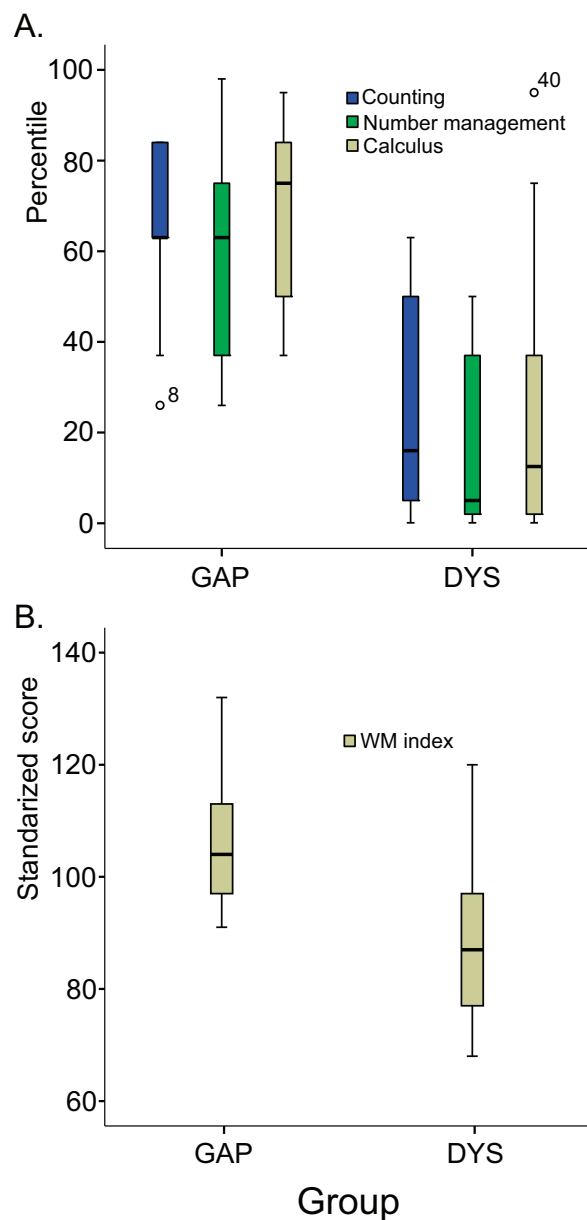 A.
100
80
60
40
20
0
Percentile
Counting
Number management
Calculus
8
40
GAP DYS
B.
140
120
100
80
60
Standarized score
WM index
GAP DYS
Group